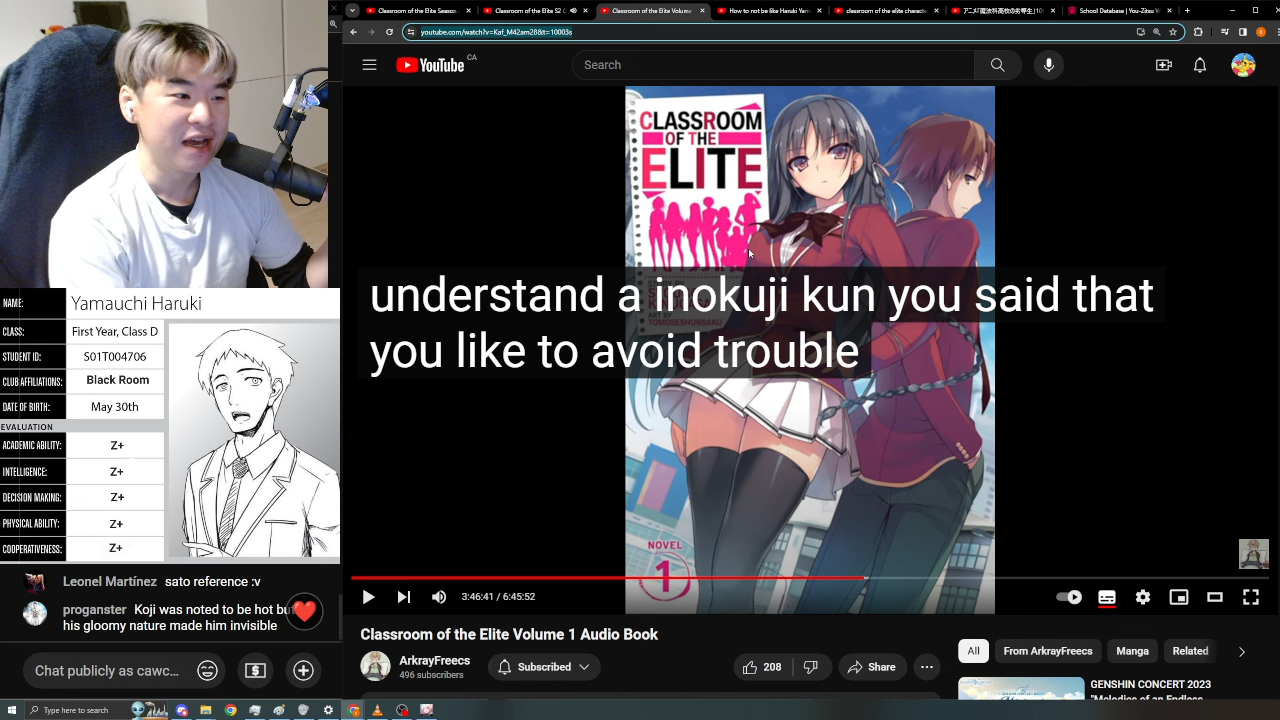 Classroom of the Elite Season
Classroom of the Elite S2
Classroom of the Elite Volume
How to not be like Haruki Yam
classroom of the elite characte
School Database | You-Zitsu W
youtube.com/watch?v=Kaf_M42am28&t=10003s
YouTube CA
Search
CLASSROOM
OF THE
ELITE
understand a inokuji kun you said that
you like to avoid trouble
NOVEL
1
3:46:41 / 6:45:52
Classroom of the Elite Volume 1 Audio Book
ArkrayFreecs
496 subscribers
Subscribed
208
Share
All
From ArkrayFreecs
Manga
Related
GENSHIN CONCERT 2023
"Melodies of an Endless
NAME: Yamauchi Haruki
CLASS: First Year, Class D
STUDENT ID: S01T004706
CLUB AFFILIATIONS: Black Room
DATE OF BIRTH: May 30th
EVALUATION
ACADEMIC ABILITY: Z+
INTELLIGENCE: Z+
DECISION MAKING: Z+
PHYSICAL ABILITY: Z+
COOPERATIVENESS: Z+
Leonel Martínez sato reference :v
proganster Koji was noted to be hot bu
his gloomy nature made him invisible
Chat publicly as cawc...
Type here to search